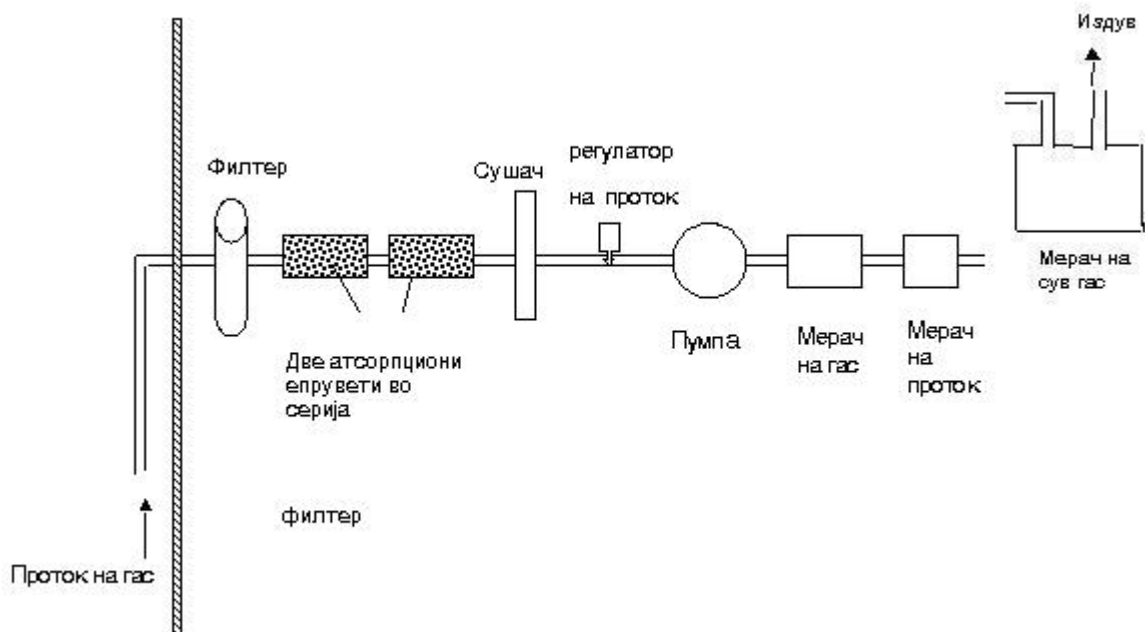 Издув
Филтер
Сушач
регулатор
на проток
Мерач на
сув гас
Пумпа
Мерач
на гас
Мерач
на
проток
Две атсорпциони
епрувети во
серија
филтер
Проток на гас